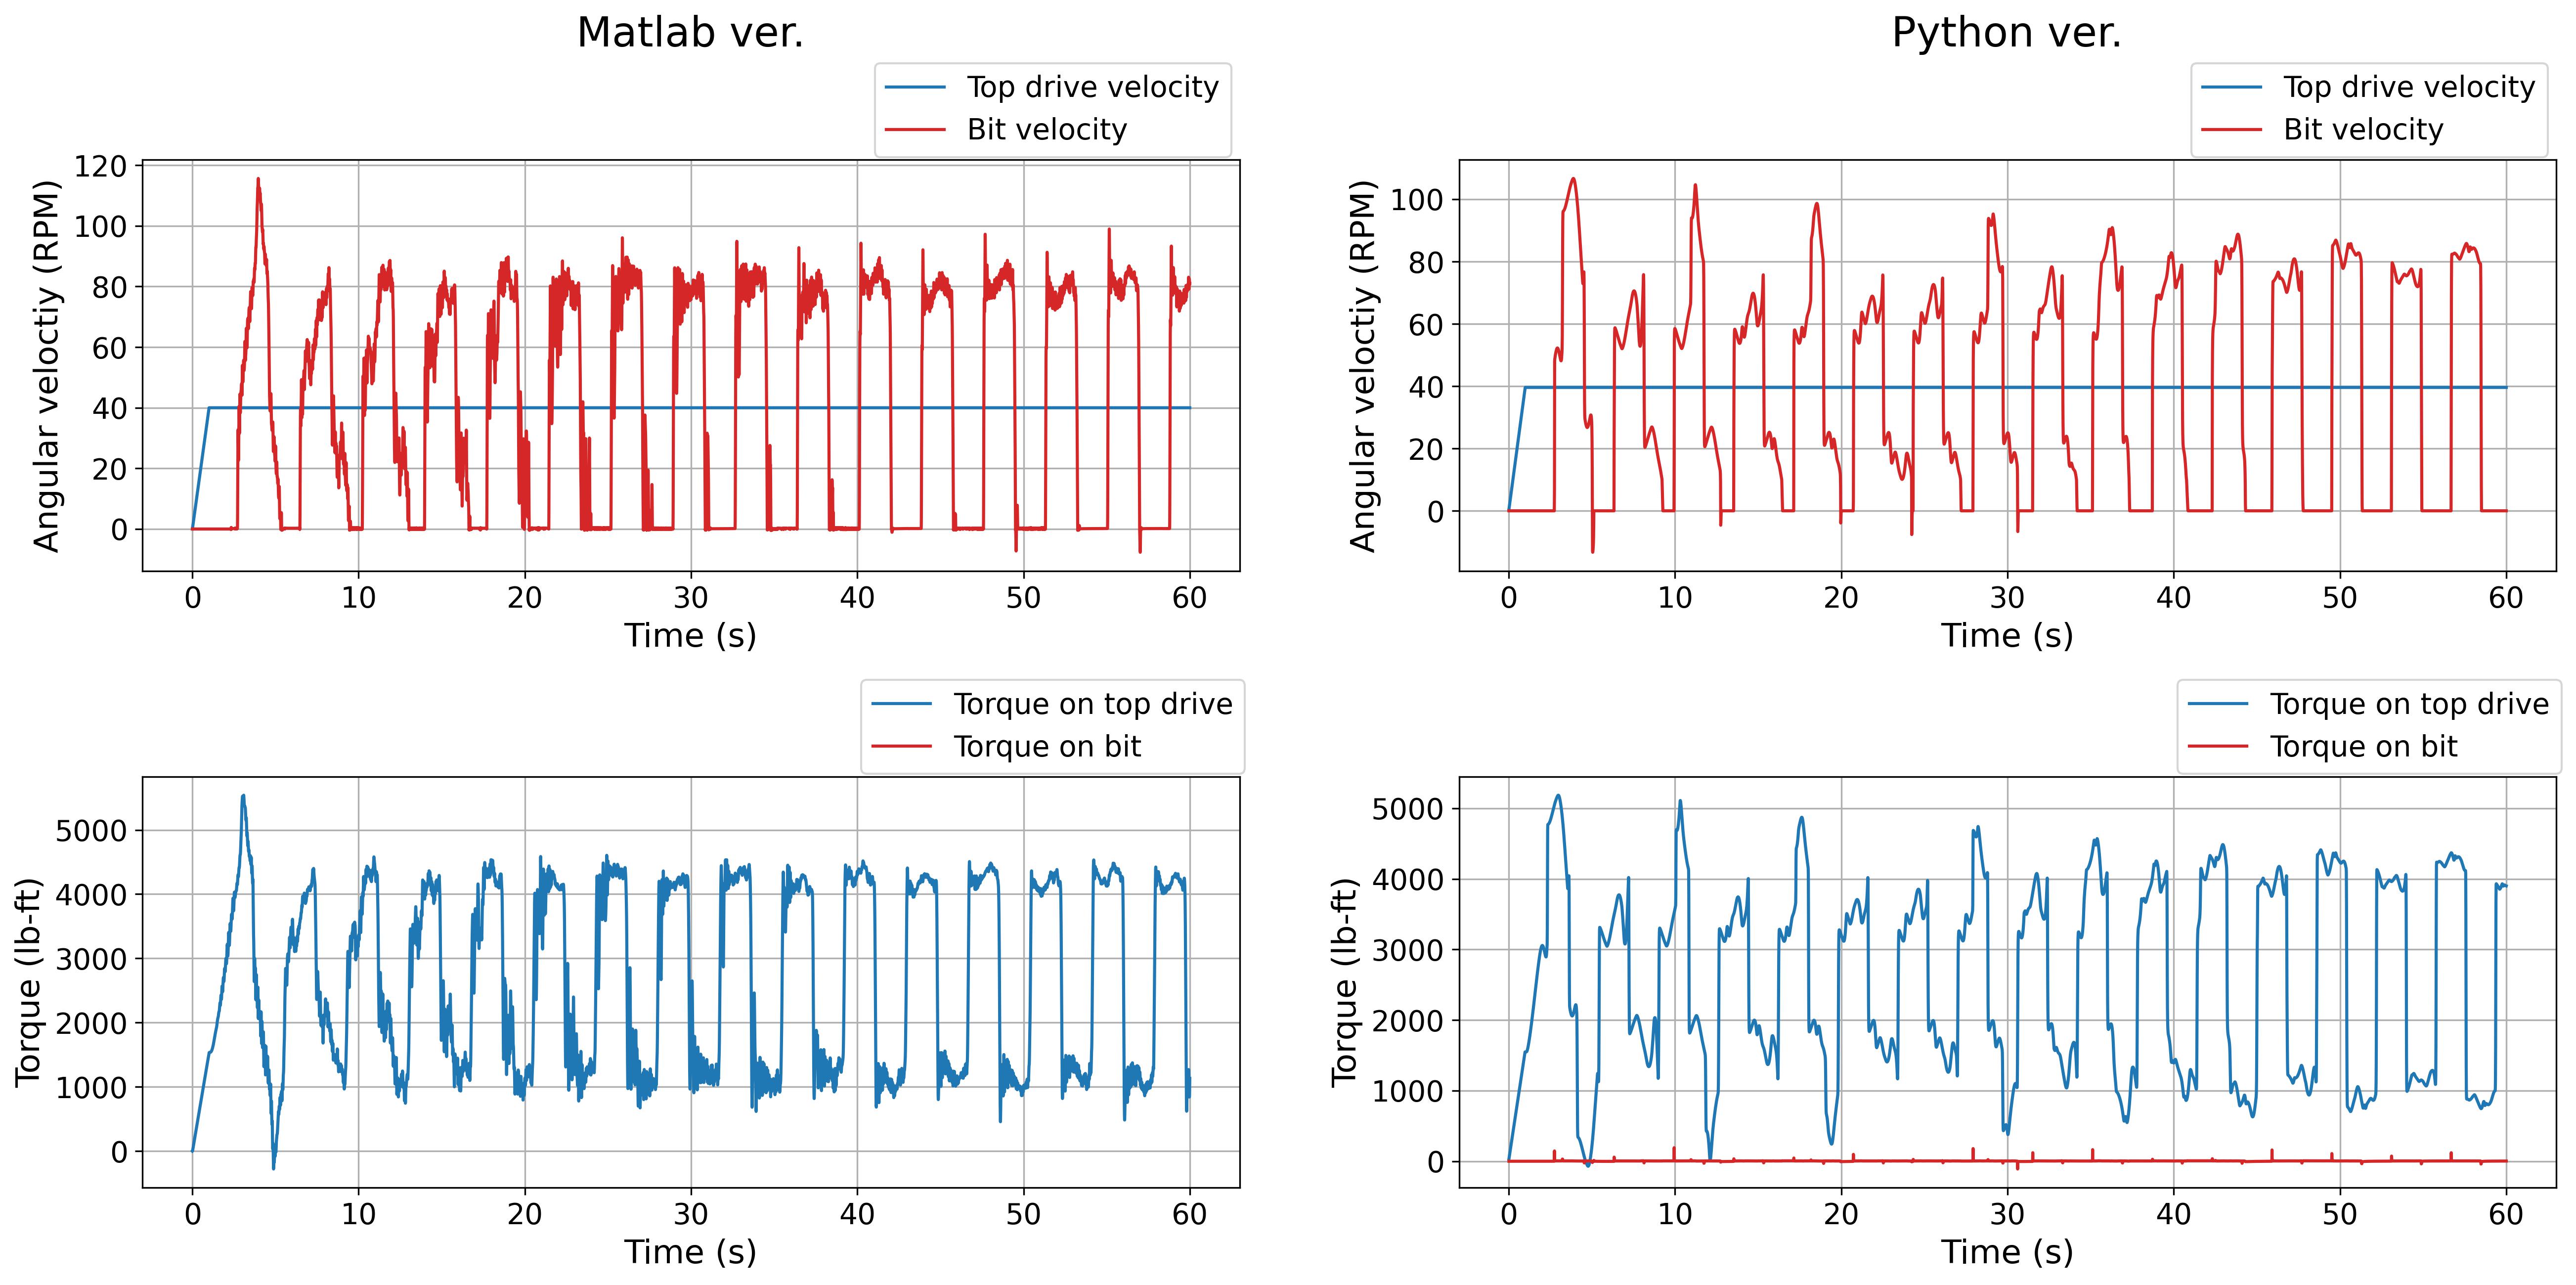 Matlab ver.
Top drive velocity
Bit velocity
Angular veloctiy (RPM)
120
100
80
60
40
20
0
0 10 20 30 40 50 60
Time (s)
Python ver.
Top drive velocity
Bit velocity
Angular veloctiy (RPM)
100
80
60
40
20
0
0 10 20 30 40 50 60
Time (s)
Torque on top drive
Torque on bit
Torque (lb-ft)
5000
4000
3000
2000
1000
0
0 10 20 30 40 50 60
Time (s)
Torque on top drive
Torque on bit
Torque (lb-ft)
5000
4000
3000
2000
1000
0
0 10 20 30 40 50 60
Time (s)